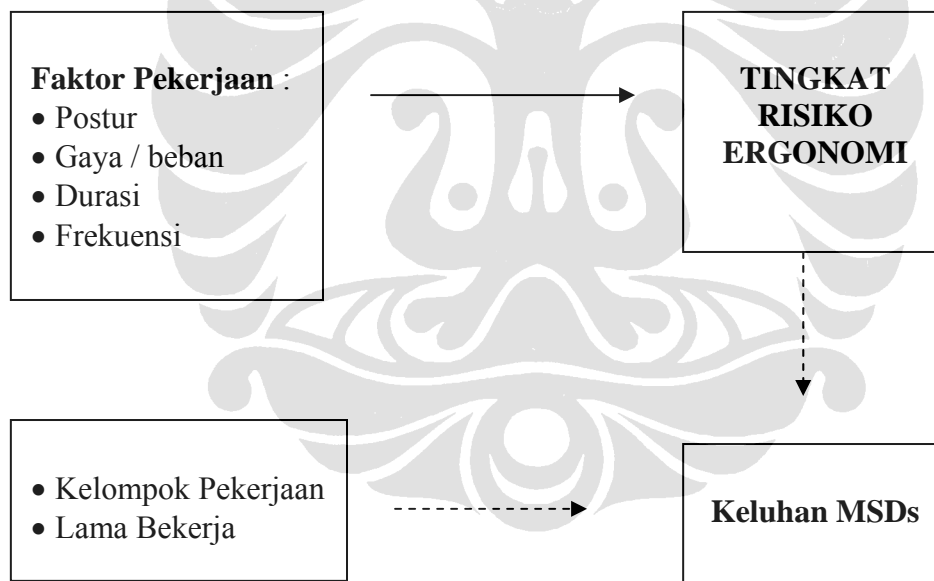 Faktor Pekerjaan :
• Postur
• Gaya / beban
• Durasi
• Frekuensi
TINGKAT
RISIKO
ERGONOMI
• Kelompok Pekerjaan
• Lama Bekerja
Keluhan MSDs